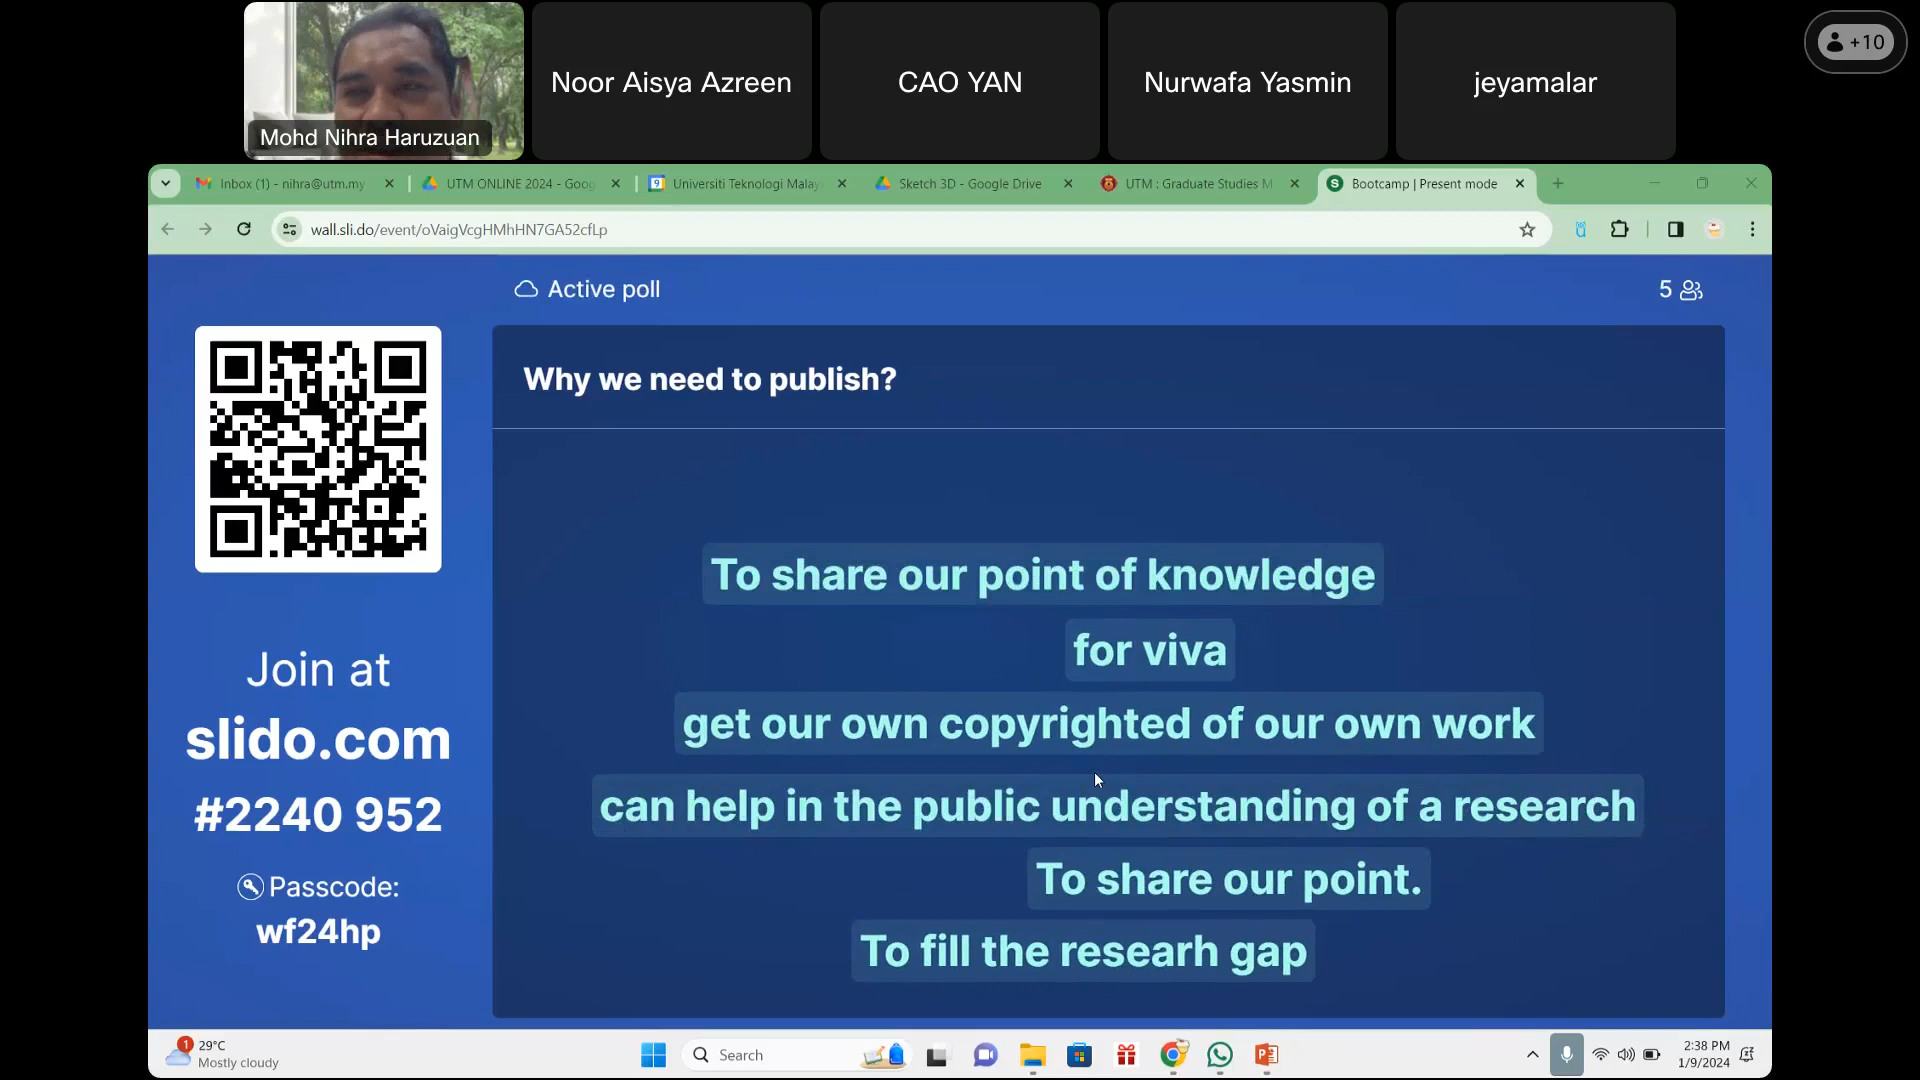 Noor Aisya Azreen
CAO YAN
Nurwafa Yasmin
jeyamalar
+10
Mohd Nihra Haruzuan
Inbox (1) - nihra@utm.my
UTM ONLINE 2024 - Goog
Universiti Teknologi Malay
Sketch 3D - Google Drive
UTM : Graduate Studies M
Bootcamp | Present mode
wall.sli.do/event/oVaigVcgHMhHN7GA52cfLp
Active poll
5
Why we need to publish?
To share our point of knowledge
for viva
get our own copyrighted of our own work
can help in the public understanding of a research
To share our point.
To fill the researh gap
Join at
slido.com
#2240 952
Passcode:
wf24hp
1
29°C
Mostly cloudy
Search
2:38 PM
1/9/2024